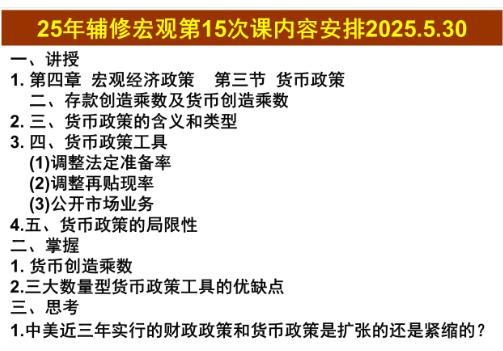 25年辅修宏观第15次课内容安排2025.5.30
一、讲授
1. 第四章 宏观经济政策 第三节 货币政策
二、存款创造乘数及货币创造乘数
2. 三、货币政策的含义和类型
3. 四、货币政策工具
(1)调整法定准备率
(2)调整再贴现率
(3)公开市场业务
4.五、货币政策的局限性
二、掌握
1. 货币创造乘数
2.三大数量型货币政策工具的优缺点
三、思考
1.中美近三年实行的财政政策和货币政策是扩张的还是紧缩的?